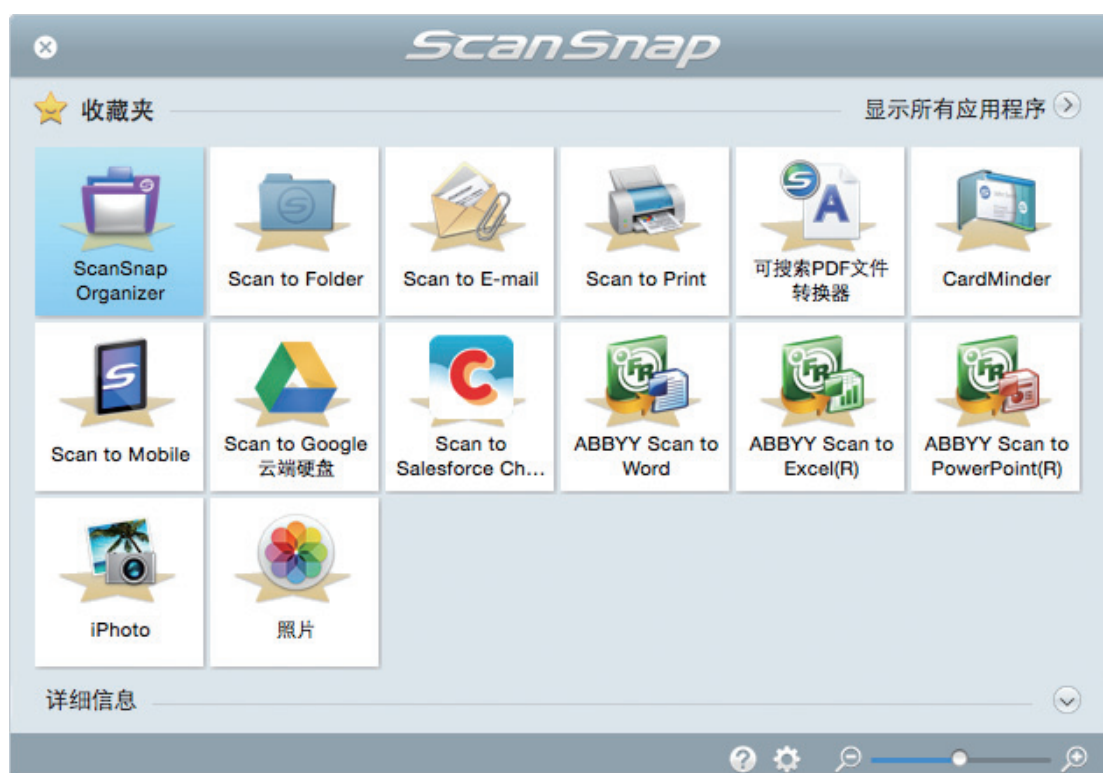 ScanSnap
收藏夹
显示所有应用程序
ScanSnap
Organizer
Scan to Folder
Scan to E-mail
Scan to Print
可搜索PDF文件
转换器
CardMinder
Scan to Mobile
Scan to Google
云端硬盘
Scan to
Salesforce Ch...
ABBYY Scan to
Word
ABBYY Scan to
Excel(R)
ABBYY Scan to
PowerPoint(R)
iPhoto
照片
详细信息